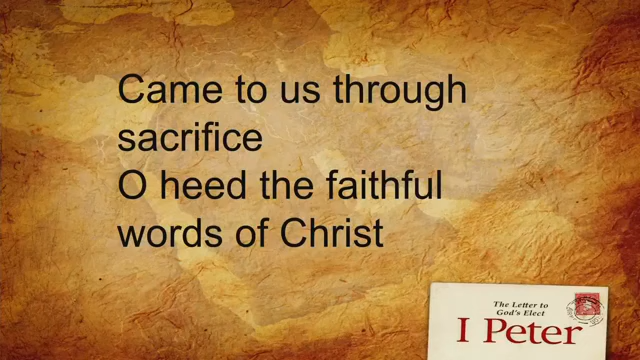 Came to us through
sacrifice
O heed the faithful
words of Christ
The Letter to
God's Elect
I Peter